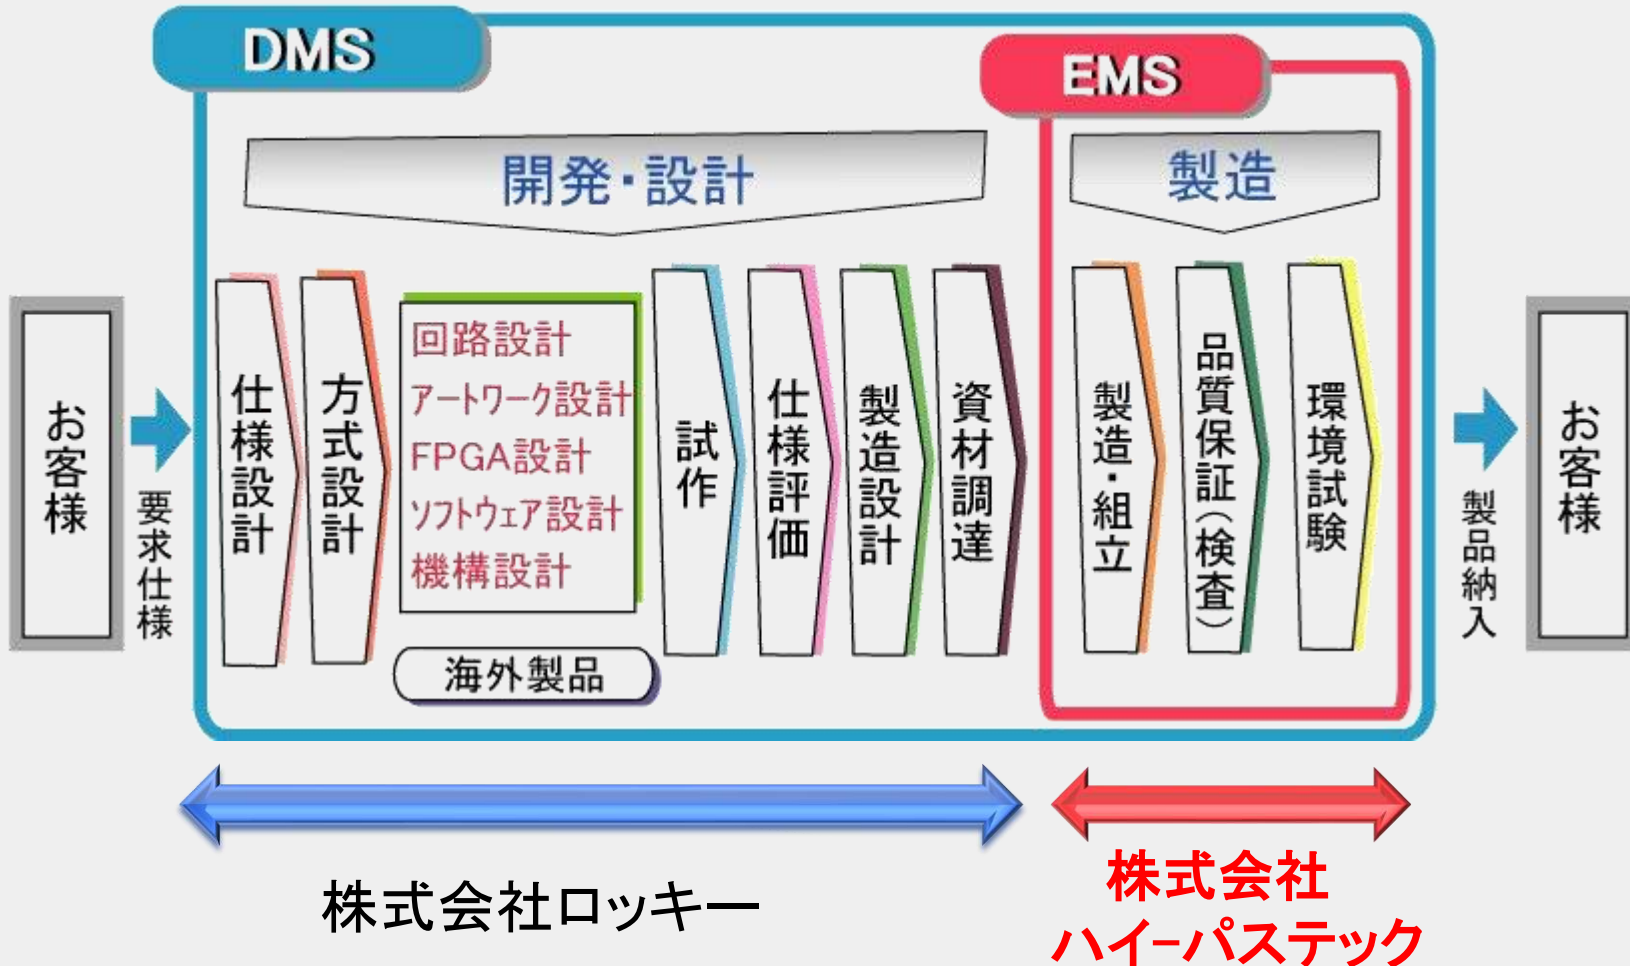 DMS
EMS
開発・設計
製造
お客様
要求仕様
仕様設計
方式設計
回路設計
アートワーク設計
FPGA設計
ソフトウェア設計
機構設計
海外製品
試作
仕様評価
製造設計
資材調達
製造・組立
品質保証（検査）
環境試験
製品納入
お客様
株式会社ロッキー
株式会社
ハイーパステック